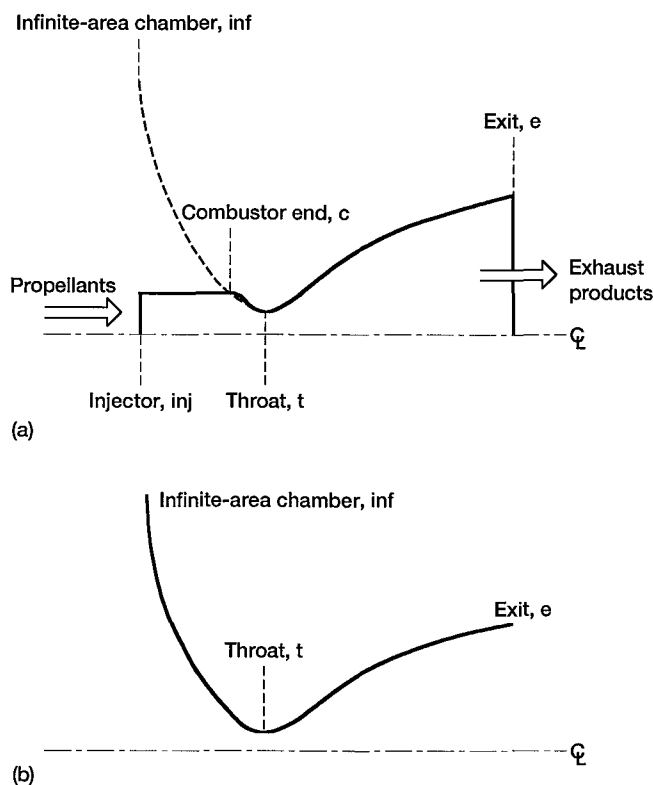 Infinite-area chamber, inf
Exit, e
Combustor end, c
Propellants
Exhaust
products
℄
Injector, inj
Throat, t
(a)
Infinite-area chamber, inf
Exit, e
Throat, t
℄
(b)